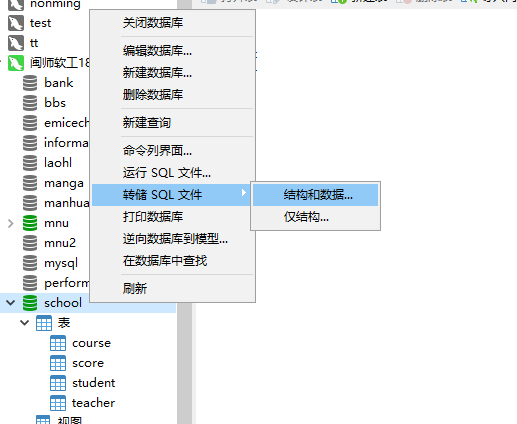 nonming
test
tt
闽师软工18
bank
bbs
emicech
informa
laohl
manga
manhua
mnu
mnu2
mysql
perform
school
表
course
score
student
teacher
关闭数据库
编辑数据库...
新建数据库...
删除数据库
新建查询
命令列界面...
运行 SQL 文件...
转储 SQL 文件
打印数据库
逆向数据库到模型...
在数据库中查找
刷新
结构和数据...
仅结构...